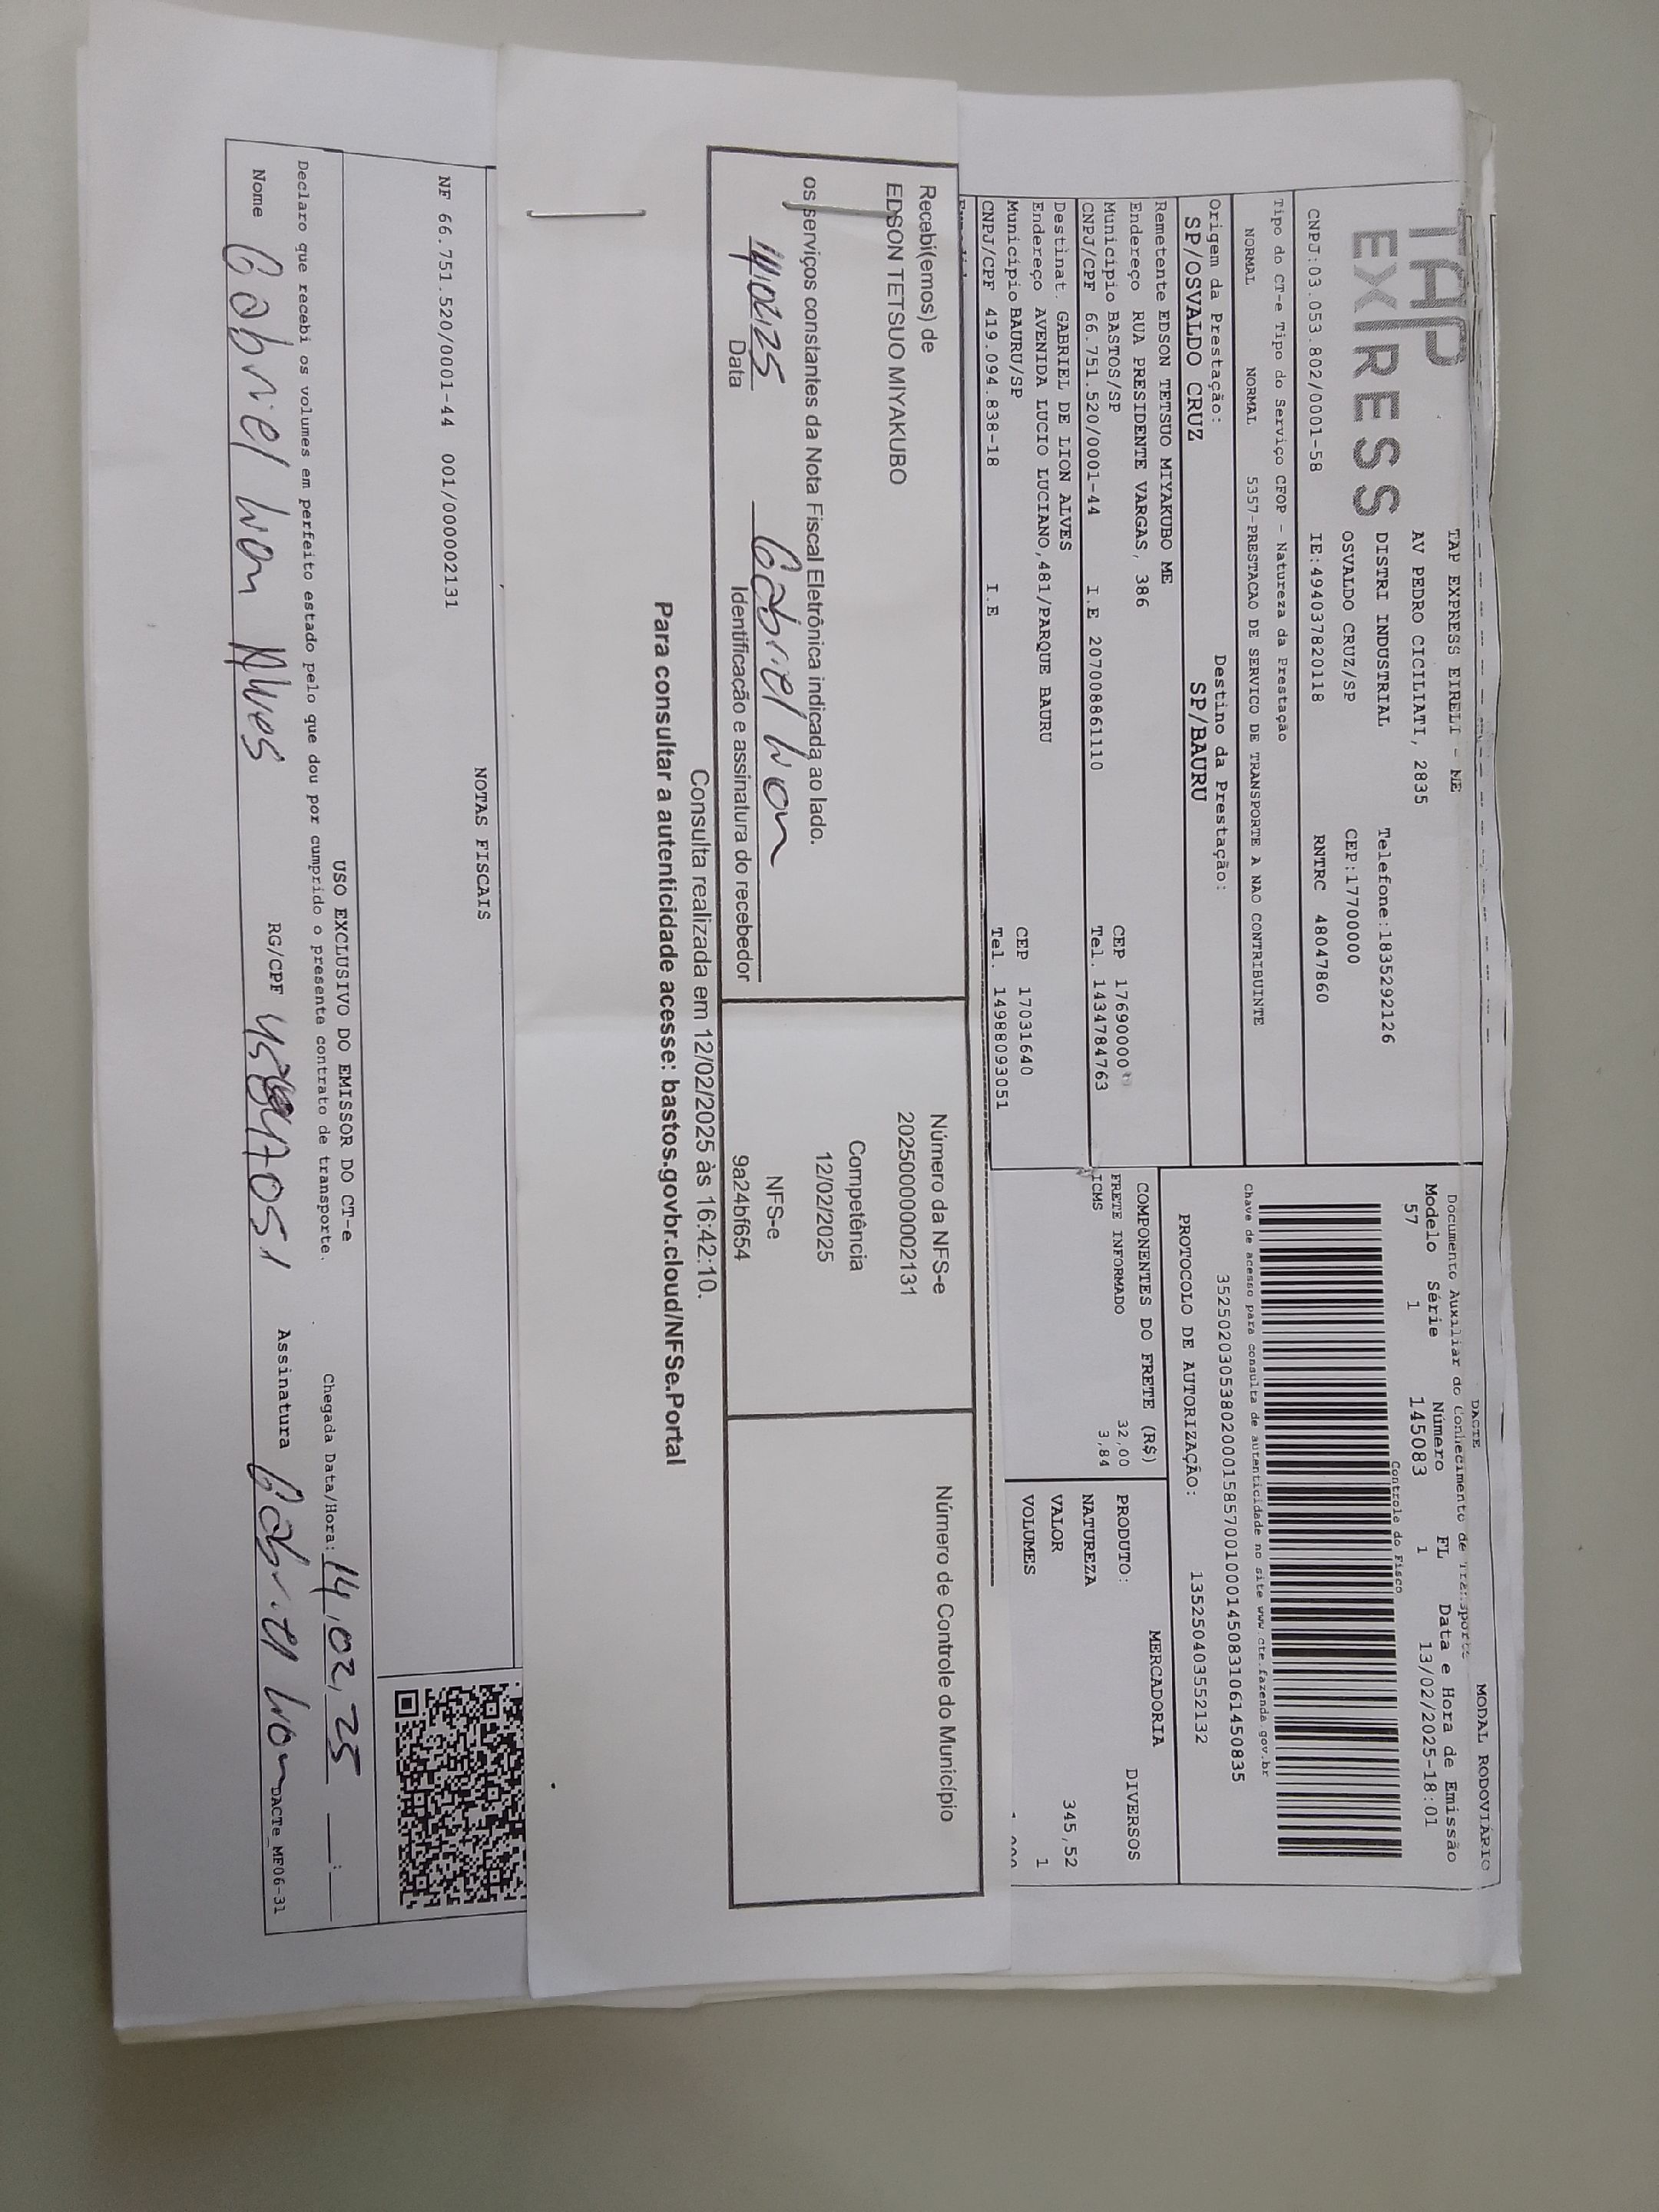 DACTE
MODAL RODOVIÁRIO
TAP
EXPRESS
TAP EXPRESS EIRELI - ME
AV PEDRO CICILIATI, 2835
DISTRI INDUSTRIAL Telefone:1835292126
OSVALDO CRUZ/SP CEP:17700000
CNPJ:03.053.802/0001-58 IE:494037820118 RNTRC 48047860
Documento Auxiliar do Conhecimento de Transporte
Modelo Série Número FL Data e Hora de Emissão
57 1 145083 1 13/02/2025-18:01
Controle do Fisco
Chave de acesso para consulta de autenticidade no site www.cte.fazenda.gov.br
35250203053802000158570010001450831061450835
PROTOCOLO DE AUTORIZAÇÃO: 135250403552132
Tipo do CT-e Tipo do Serviço CFOP - Natureza da Prestação
NORMAL NORMAL 5357-PRESTACAO DE SERVICO DE TRANSPORTE A NAO CONTRIBUINTE
Origem da Prestação: Destino da Prestação:
SP/OSVALDO CRUZ SP/BAURU
Remetente EDSON TETSUO MIYAKUBO ME
Endereço RUA PRESIDENTE VARGAS, 386
Municipio BASTOS/SP CEP 17690000
CNPJ/CPF 66.751.520/0001-44 I.E 207008861110 Tel. 1434784763
Destinat. GABRIEL DE LION ALVES
Endereço AVENIDA LUCIO LUCIANO,481/PARQUE BAURU
Municipio BAURU/SP CEP 17031640
CNPJ/CPF 419.094.838-18 I.E Tel. 14988093051
COMPONENTES DO FRETE (R$)
FRETE INFORMADO 32,00
ICMS 3,84
MERCADORIA
PRODUTO: DIVERSOS
NATUREZA
VALOR 345,52
VOLUMES 1
Recebi(emos) de
EDSON TETSUO MIYAKUBO
os serviços constantes da Nota Fiscal Eletrônica indicada ao lado.
14/02/25 Gabriel Lion
Data Identificação e assinatura do recebedor
Número da NFS-e
202500000002131
Competência
12/02/2025
NFS-e
9a24bf654
Número de Controle do Município
Consulta realizada em 12/02/2025 às 16:42:10.
Para consultar a autenticidade acesse: bastos.govbr.cloud/NFSe.Portal
NOTAS FISCAIS
NF 66.751.520/0001-44 001/000002131
USO EXCLUSIVO DO EMISSOR DO CT-e
Declaro que recebi os volumes em perfeito estado pelo que dou por cumprido o presente contrato de transporte.
Chegada Data/Hora: 14,02,25 __:__
Nome Gabriel Lion Alves RG/CPF Assinatura Gabriel Lion
DACTe MF06-31